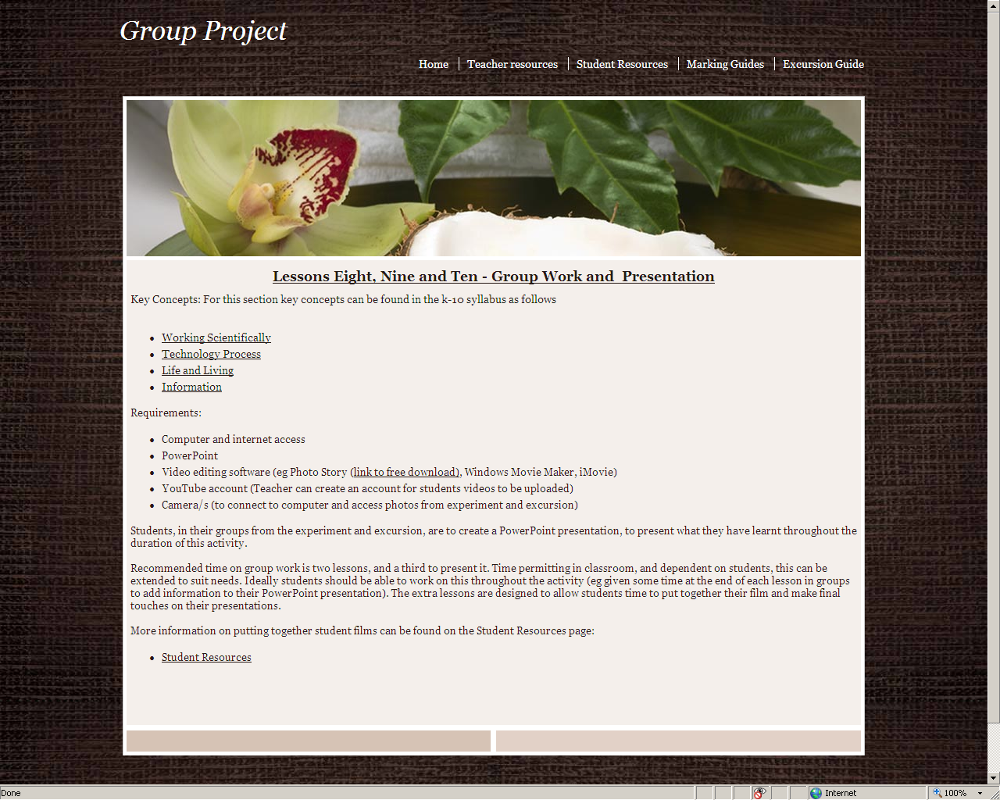 Group Project
Home
Teacher resources
Student Resources
Marking Guides
Excursion Guide
Lessons Eight, Nine and Ten - Group Work and  Presentation
Key Concepts: For this section key concepts can be found in the k-10 syllabus as follows
Working Scientifically
Technology Process
Life and Living
Information
Requirements:
Computer and internet access
PowerPoint
Video editing software (eg Photo Story (link to free download), Windows Movie Maker, iMovie)
YouTube account (Teacher can create an account for students videos to be uploaded)
Camera/s (to connect to computer and access photos from experiment and excursion)
Students, in their groups from the experiment and excursion, are to create a PowerPoint presentation, to present what they have learnt throughout the
duration of this activity.
Recommended time on group work is two lessons, and a third to present it. Time permitting in classroom, and dependent on students, this can be
extended to suit needs. Ideally students should be able to work on this throughout the activity (eg given some time at the end of each lesson in groups
to add information to their PowerPoint presentation). The extra lessons are designed to allow students time to put together their film and make final
touches on their presentations.
More information on putting together student films can be found on the Student Resources page:
Student Resources
Done
Internet
100%